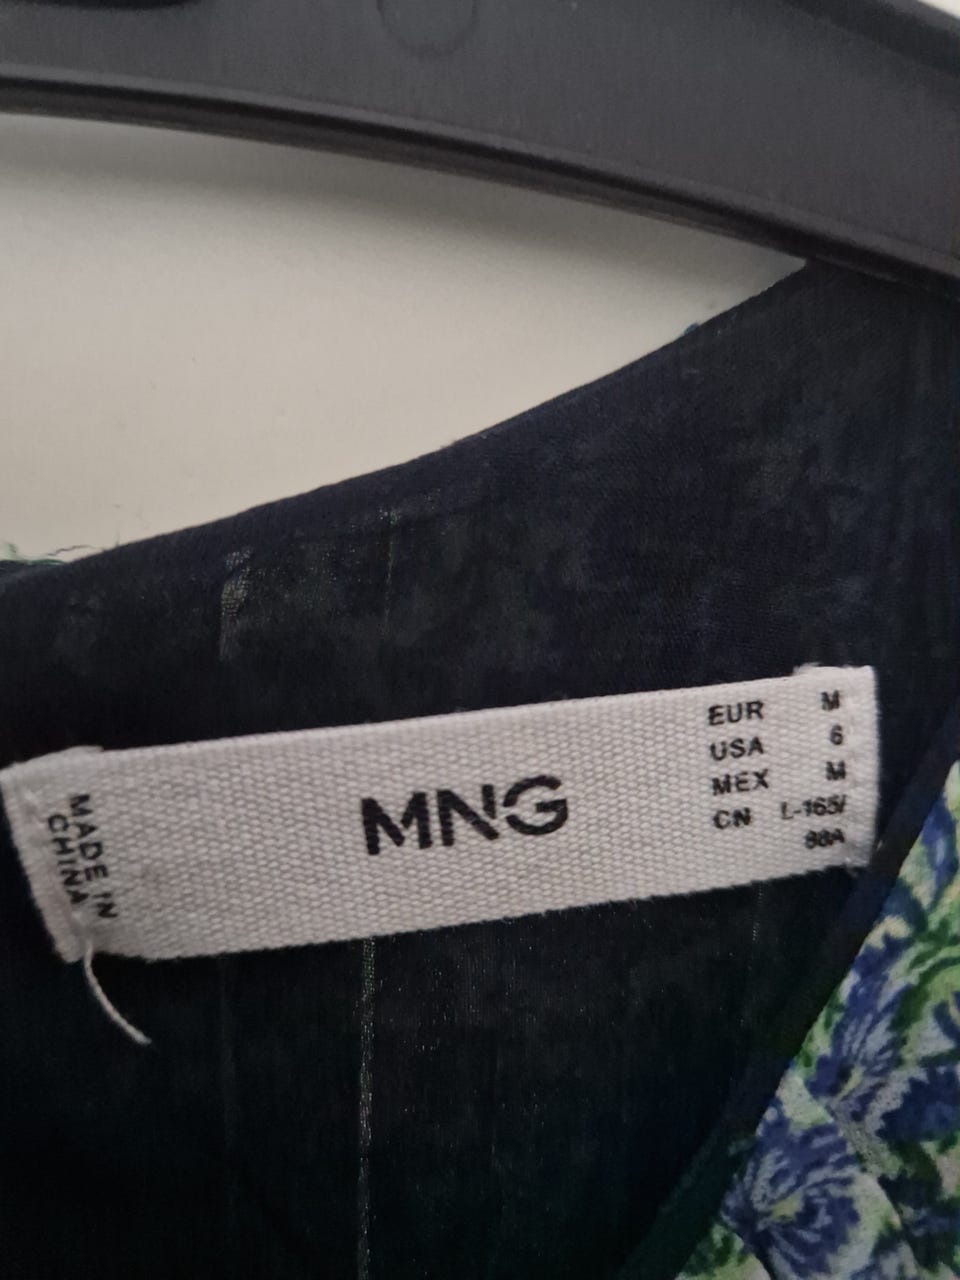 MADE IN
CHINA
MNG
EUR M
USA 6
MEX M
CN L-165/
88A